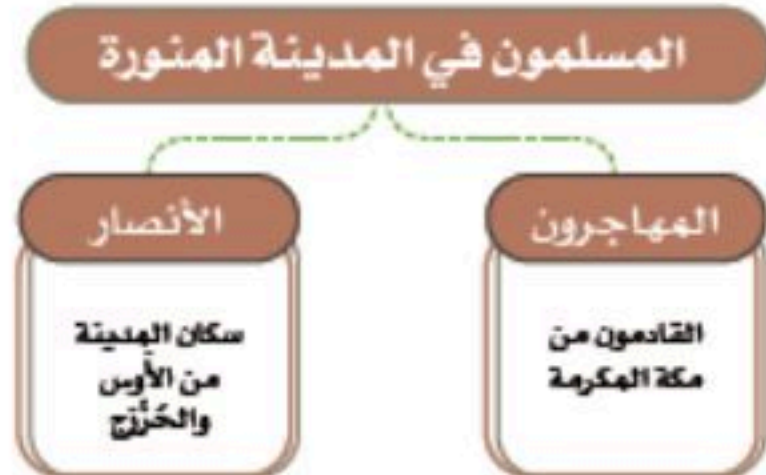 المسلمون في المدينة المنورة
المهاجرون
القادمون من
مكة المكرمة
الأنصار
سكان المدينة
من الأوس
والخزرج